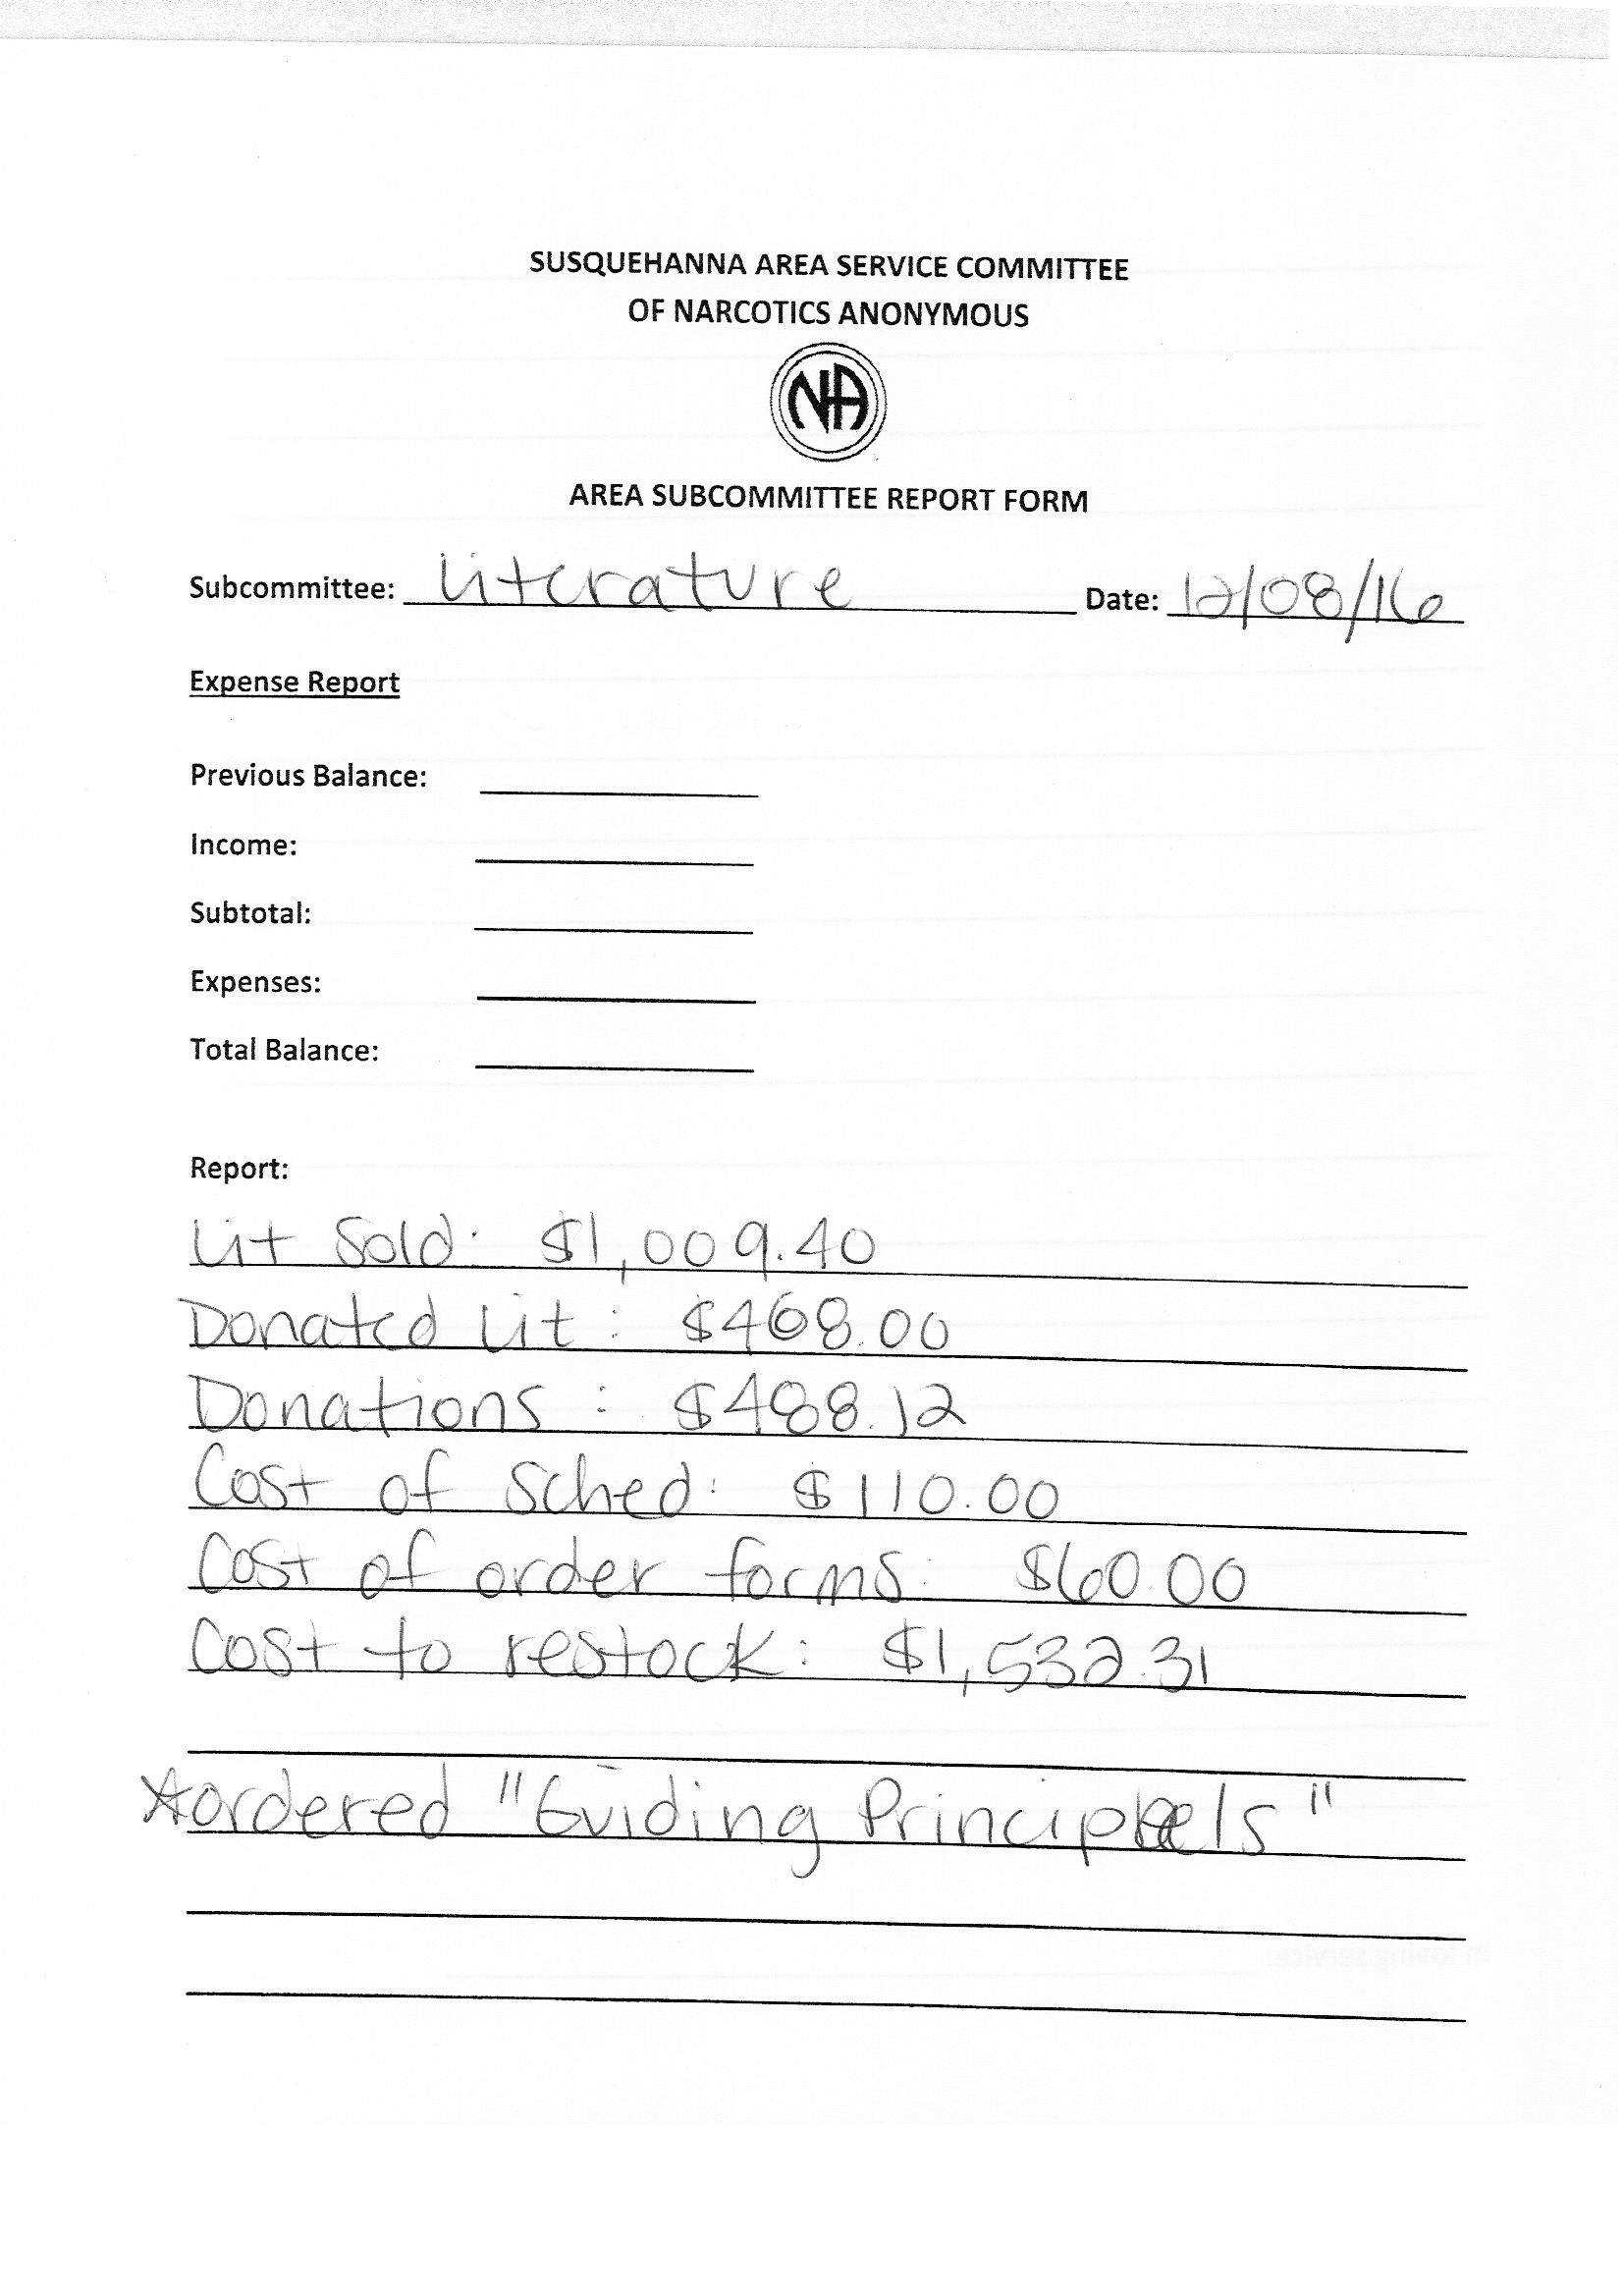 SUSQUEHANNA AREA SERVICE COMMITTEE
OF NARCOTICS ANONYMOUS
NA
AREA SUBCOMMITTEE REPORT FORM
Subcommittee: Literature Date: 12/08/16
Expense Report
Previous Balance:
Income:
Subtotal:
Expenses:
Total Balance:
Report:
Lit Sold: $1,009.40
Donated Lit: $468.00
Donations: $488.12
Cost of Sched: $110.00
Cost of order forms: $60.00
Cost to restock: $1,532.31
*ordered "Guiding